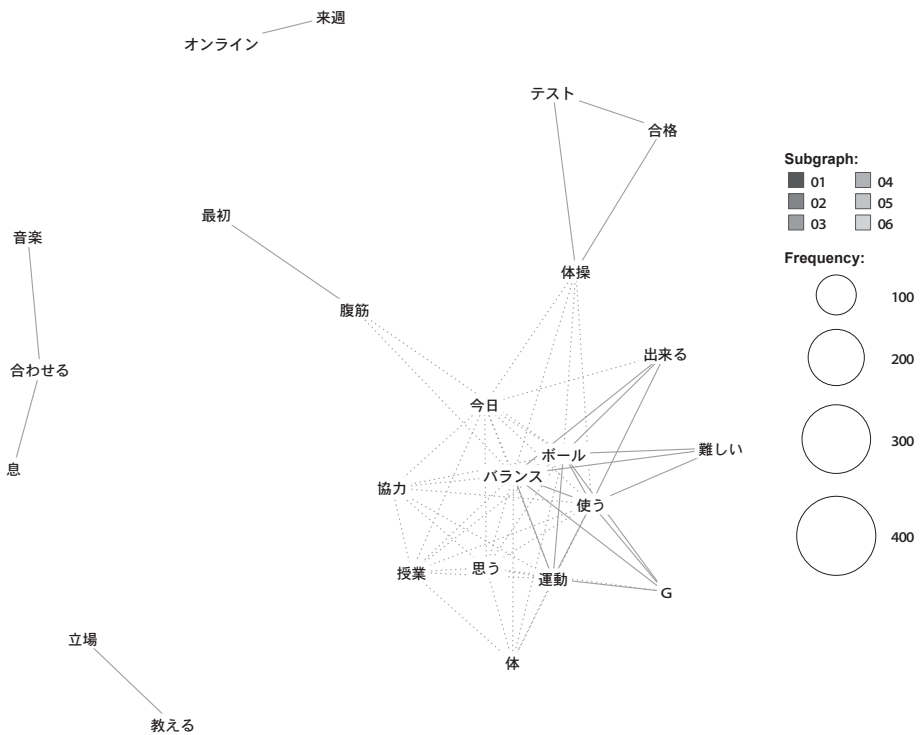 来週
オンライン
テスト
合格
Subgraph:
01 04
02 05
03 06
最初
音楽
Frequency:
体操
100
腹筋
出来る
200
合わせる
今日
300
難しい
ボール
息
バランス
協力
使う
400
思う
授業
運動
G
立場
体
教える